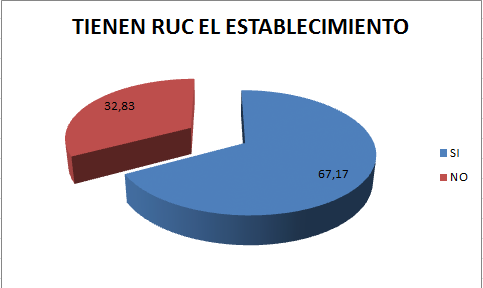 TIENEN RUC EL ESTABLECIMIENTO
32,83
67,17
SI
NO